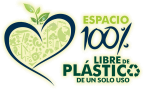 ESPACIO
100%
LIBRE DE
PLÁSTICO
DE UN SOLO USO